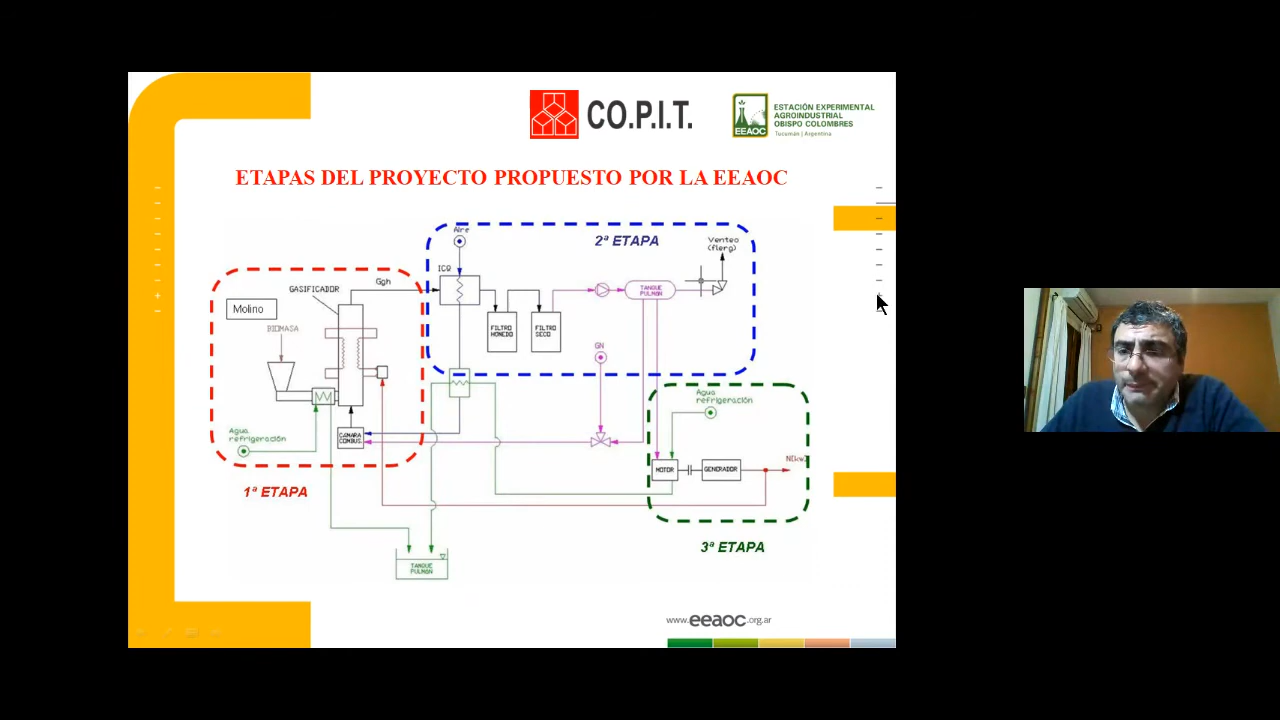 CO.P.I.T.
EEAOC
ESTACIÓN EXPERIMENTAL
AGROINDUSTRIAL
OBISPO COLOMBRES
Tucumán | Argentina
ETAPAS DEL PROYECTO PROPUESTO POR LA EEAOC
Aire
2ª ETAPA
Venteo
(flare)
ICQ
Ggh
GASIFICADOR
TANQUE
PULMON
Molino
BIOMASA
FILTRO
HUMEDO
FILTRO
SECO
GN
Agua
refrigeración
Agua
refrigeración
CAMARA
COMBUS.
MOTOR
GENERADOR
1ª ETAPA
3ª ETAPA
TANQUE
PULMON
www.eeaoc.org.ar